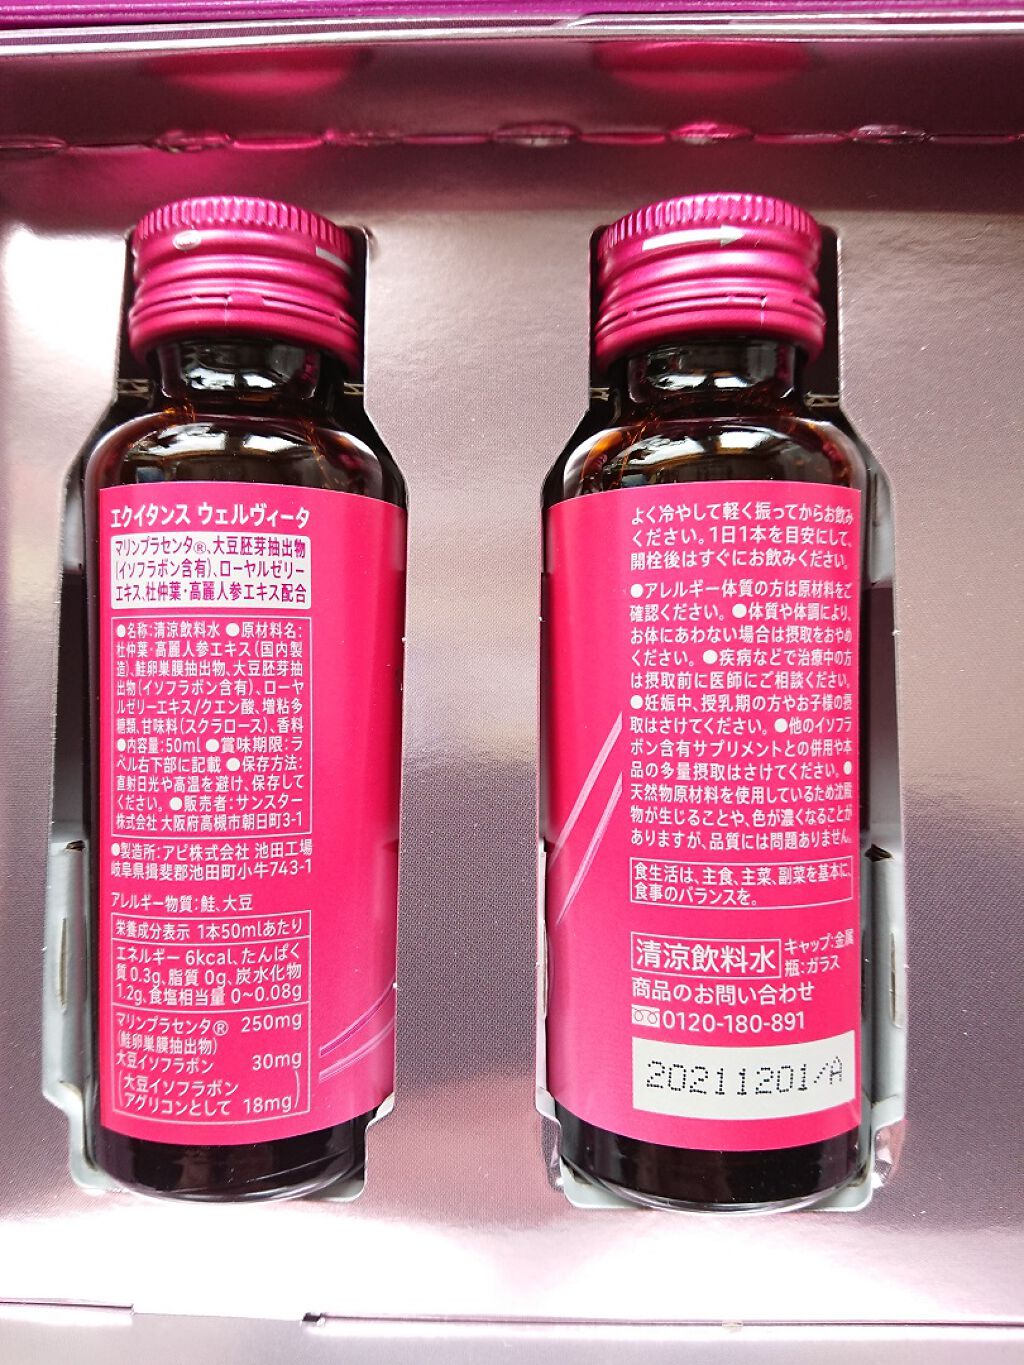 エクイタンス ウェルヴィータ
マリンプラセンタ®、大豆胚芽抽出物
(イソフラボン含有)、ローヤルゼリー
エキス、杜仲葉・高麗人参エキス配合
●名称:清涼飲料水 ●原材料名:
杜仲葉・高麗人参エキス(国内製
造)、鮭卵巣膜抽出物、大豆胚芽抽
出物(イソフラボン含有)、ローヤ
ルゼリーエキス/クエン酸、増粘多
糖類、甘味料(スクラロース)、香料
●内容量:50ml ●賞味期限:ラ
ベル右下部に記載 ●保存方法:
直射日光や高温を避け、保存して
ください。●販売者:サンスター
株式会社 大阪府高槻市朝日町3-1
●製造所:アピ株式会社 池田工場
岐阜県揖斐郡池田町小牛743-1
アレルギー物質:鮭、大豆
栄養成分表示 1本50mlあたり
エネルギー 6kcal、たんぱく
質0.3g、脂質 0g、炭水化物
1.2g、食塩相当量 0~0.08g
マリンプラセンタ® 250mg
(鮭卵巣膜抽出物)
大豆イソフラボン 30mg
(大豆イソフラボン
アグリコンとして 18mg)
よく冷やして軽く振ってからお飲み
ください。1日1本を目安にして、
開栓後はすぐにお飲みください。
●アレルギー体質の方は原材料をご
確認ください。●体質や体調により、
お体にあわない場合は摂取をおやめ
ください。●疾病などで治療中の方
は摂取前に医師にご相談ください。
●妊娠中、授乳期の方やお子様の摂
取はさけてください。●他のイソフラ
ボン含有サプリメントとの併用や本
品の多量摂取はさけてください。●
天然物原材料を使用しているため沈殿
物が生じることや、色が濃くなることが
ありますが、品質には問題ありません。
食生活は、主食、主菜、副菜を基本に、
食事のバランスを。
清涼飲料水 キャップ:金属
瓶:ガラス
商品のお問い合わせ
0120-180-891
20211201/A